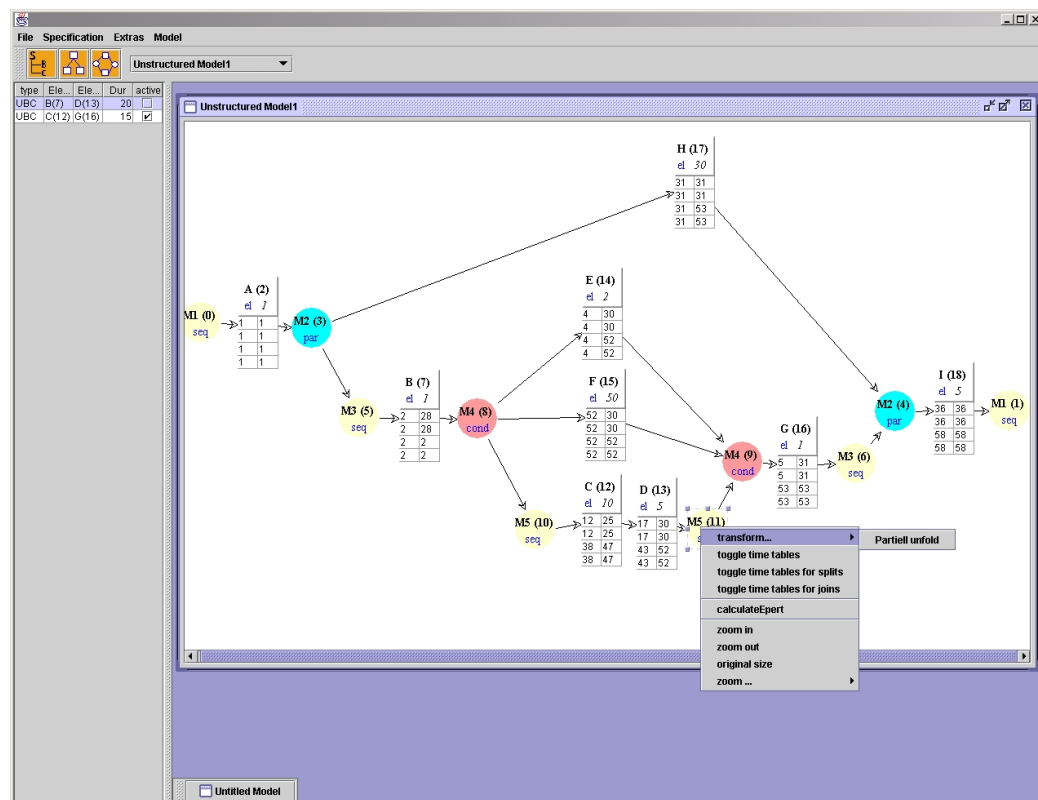 File Specification Extras Model
S
B
C
Unstructured Model1
type Ele... Ele... Dur active
UBC B(7) D(13) 20
UBC C(12) G(16) 15
Unstructured Model1
H (17)
el 30
31 31
31 31
31 53
31 53
E (14)
el 2
4 30
4 30
4 52
4 52
A (2)
el 1
1 1
1 1
1 1
1 1
M1 (0)
seq
M2 (3)
par
B (7)
el 1
2 28
2 28
2 2
2 2
F (15)
el 50
52 30
52 30
52 52
52 52
I (18)
el 5
36 36
36 36
58 58
58 58
M3 (5)
seq
M4 (8)
cond
M2 (4)
par
M1 (1)
seq
G (16)
el 1
5 31
5 31
53 53
53 53
M4 (9)
cond
M3 (6)
seq
C (12)
el 10
12 25
12 25
38 47
38 47
D (13)
el 5
17 30
17 30
43 52
43 52
M5 (10)
seq
M5 (11)
s
transform...
Partiell unfold
toggle time tables
toggle time tables for splits
toggle time tables for joins
calculateEpert
zoom in
zoom out
original size
zoom ...
Untitled Model